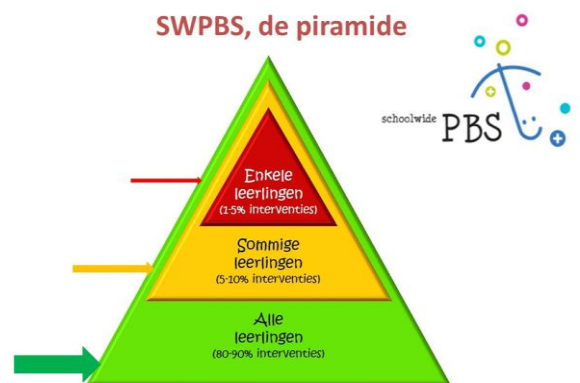 SWPBS, de piramide
schoolwide PBS
Enkele
leerlingen
(1-5% interventies)
Sommige
leerlingen
(5-10% interventies)
Alle
leerlingen
(80-90% interventies)